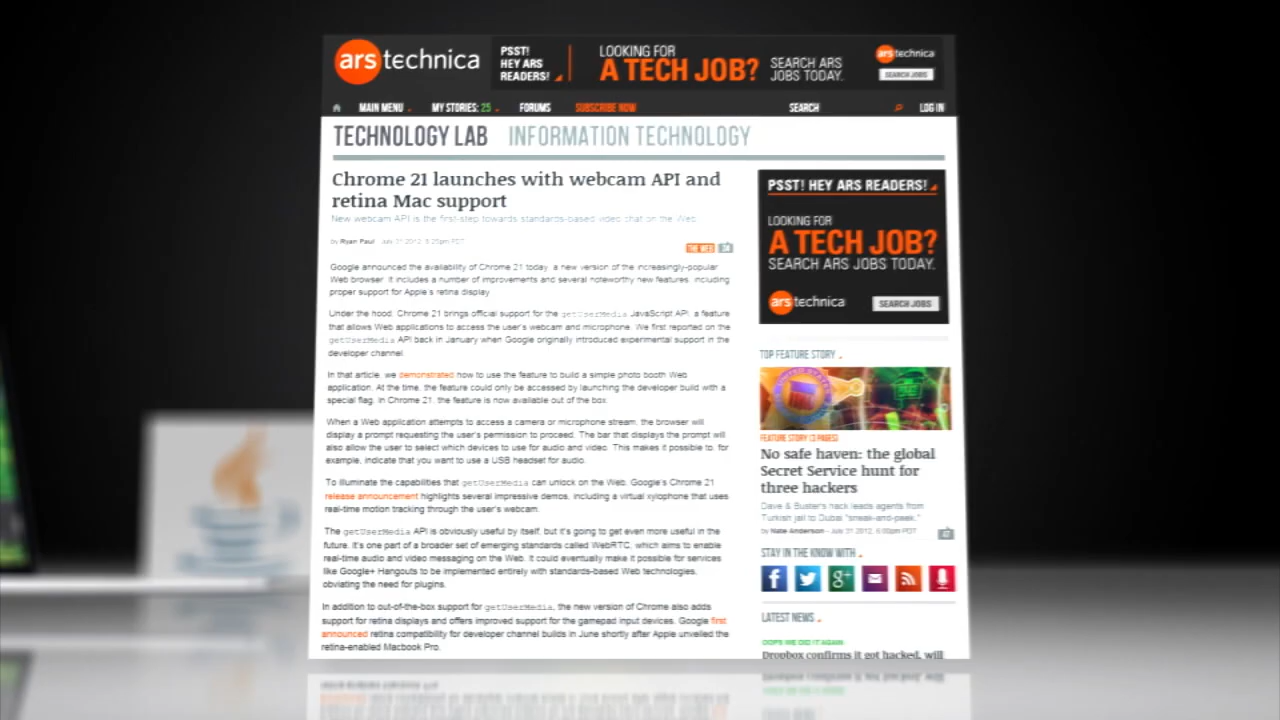 ars technica
PSST!
HEY ARS
READERS!
LOOKING FOR
A TECH JOB?
SEARCH ARS
JOBS TODAY.
ars technica
SEARCH JOBS
MAIN MENU
MY STORIES: 25
FORUMS
SUBSCRIBE NOW
SEARCH
LOG IN
TECHNOLOGY LAB INFORMATION TECHNOLOGY
Chrome 21 launches with webcam API and
retina Mac support
New webcam API is the first-step towards standards-based video chat on the Web.
by Ryan Paul - July 31 2012, 5:25pm PDT
THE WEB
Google announced the availability of Chrome 21 today, a new version of the increasingly-popular
Web browser. It includes a number of improvements and several noteworthy new features, including
proper support for Apple's retina display.
Under the hood, Chrome 21 brings official support for the getUserMedia JavaScript API, a feature
that allows Web applications to access the user's webcam and microphone. We first reported on the
getUserMedia API back in January when Google originally introduced experimental support in the
developer channel.
In that article, we demonstrated how to use the feature to build a simple photo booth Web
application. At the time, the feature could only be accessed by launching the developer build with a
special flag. In Chrome 21, the feature is now available out of the box.
When a Web application attempts to access a camera or microphone stream, the browser will
display a prompt requesting the user's permission to proceed. The bar that displays the prompt will
also allow the user to select which devices to use for audio and video. This makes it possible to, for
example, indicate that you want to use a USB headset for audio.
To illuminate the capabilities that getUserMedia can unlock on the Web, Google's Chrome 21
release announcement highlights several impressive demos, including a virtual xylophone that uses
real-time motion tracking through the user's webcam.
The getUserMedia API is obviously useful by itself, but it's going to get even more useful in the
future. It's one part of a broader set of emerging standards called WebRTC, which aims to enable
real-time audio and video messaging on the Web. It could eventually make it possible for services
like Google+ Hangouts to be implemented entirely with standards-based Web technologies,
obviating the need for plugins.
In addition to out-of-the-box support for getUserMedia, the new version of Chrome also adds
support for retina displays and offers improved support for the gamepad input devices. Google first
announced retina compatibility for developer channel builds in June shortly after Apple unveiled the
retina-enabled Macbook Pro.
PSST! HEY ARS READERS!
LOOKING FOR
A TECH JOB?
SEARCH ARS JOBS TODAY.
ars technica
SEARCH JOBS
TOP FEATURE STORY
FEATURE STORY (3 PAGES)
No safe haven: the global
Secret Service hunt for
three hackers
Dave & Buster's hack leads agents from
Turkish jail to Dubai "sneak-and-peek."
by Nate Anderson - July 31 2012, 6:00pm PDT
47
STAY IN THE KNOW WITH
f
g+
LATEST NEWS
OOPS WE DID IT AGAIN
Dropbox confirms it got hacked, will